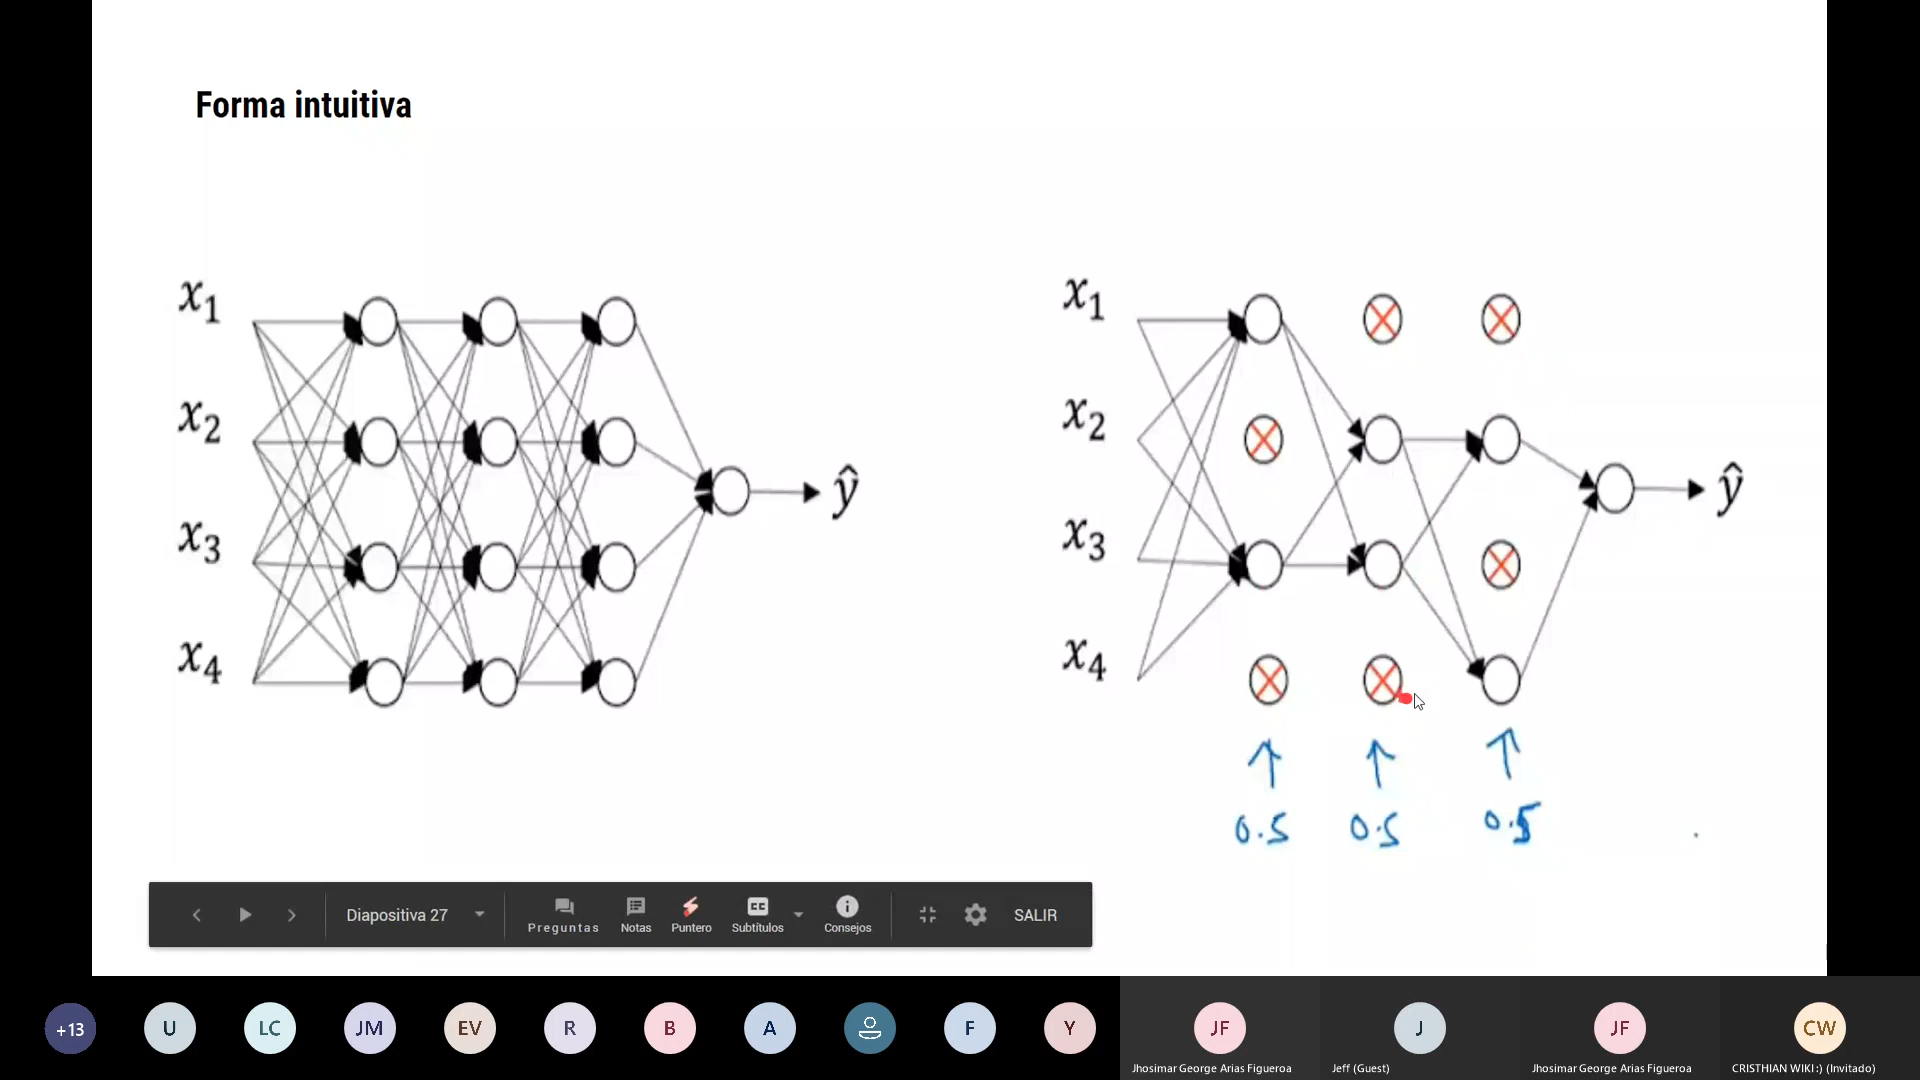 Forma intuitiva
x1
x2
x3
x4
ŷ
x1
x2
x3
x4
ŷ
0.5 0.5 0.5
Diapositiva 27
Preguntas
Notas
Puntero
CC
Subtítulos
Consejos
SALIR
+13
U
LC
JM
EV
R
B
A
F
Y
JF
Jhosimar George Arias Figueroa
J
Jeff (Guest)
JF
Jhosimar George Arias Figueroa
CW
CRISTHIAN WIKI :) (Invitado)